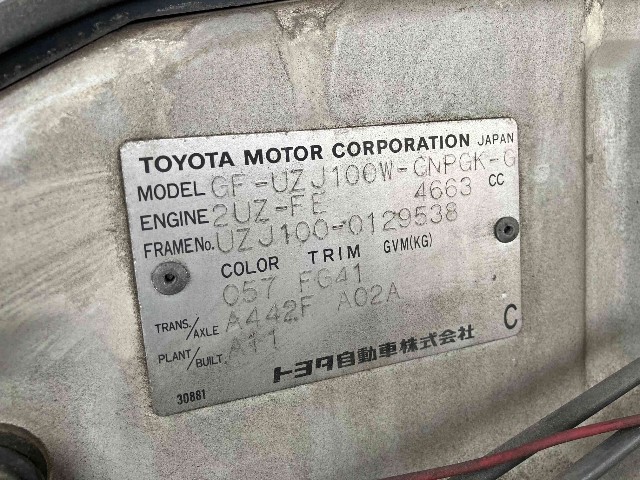 TOYOTA MOTOR CORPORATION JAPAN
MODEL GF-UZJ100W-GNPGK-G
ENGINE 2UZ-FE 4663 CC
FRAME No. UZJ100-0129538
COLOR TRIM GVM(KG)
057 FG41
TRANS./AXLE A442F A02A
PLANT/BUILT A11
トヨタ自動車株式会社 C
30881